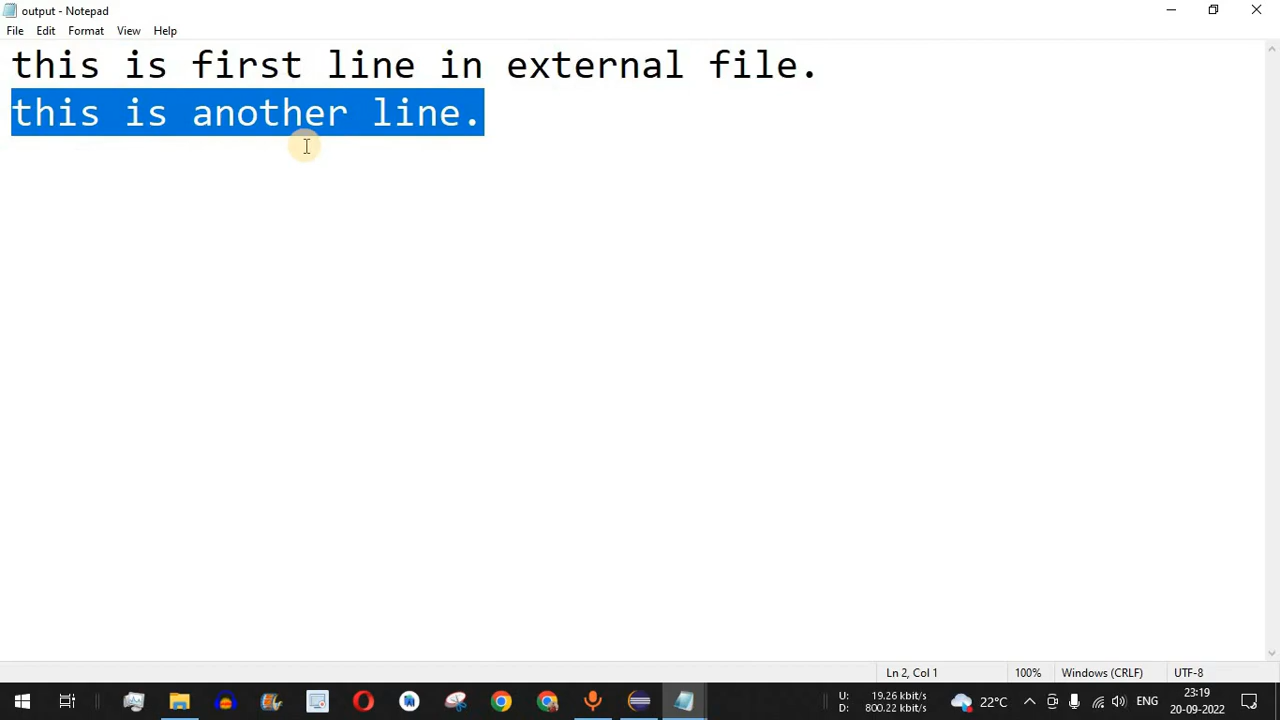 output - Notepad
File Edit Format View Help
this is first line in external file.
this is another line.
Ln 2, Col 1 100% Windows (CRLF) UTF-8
U: 19.26 kbit/s
D: 800.22 kbit/s
22°C
ENG
23:19
20-09-2022